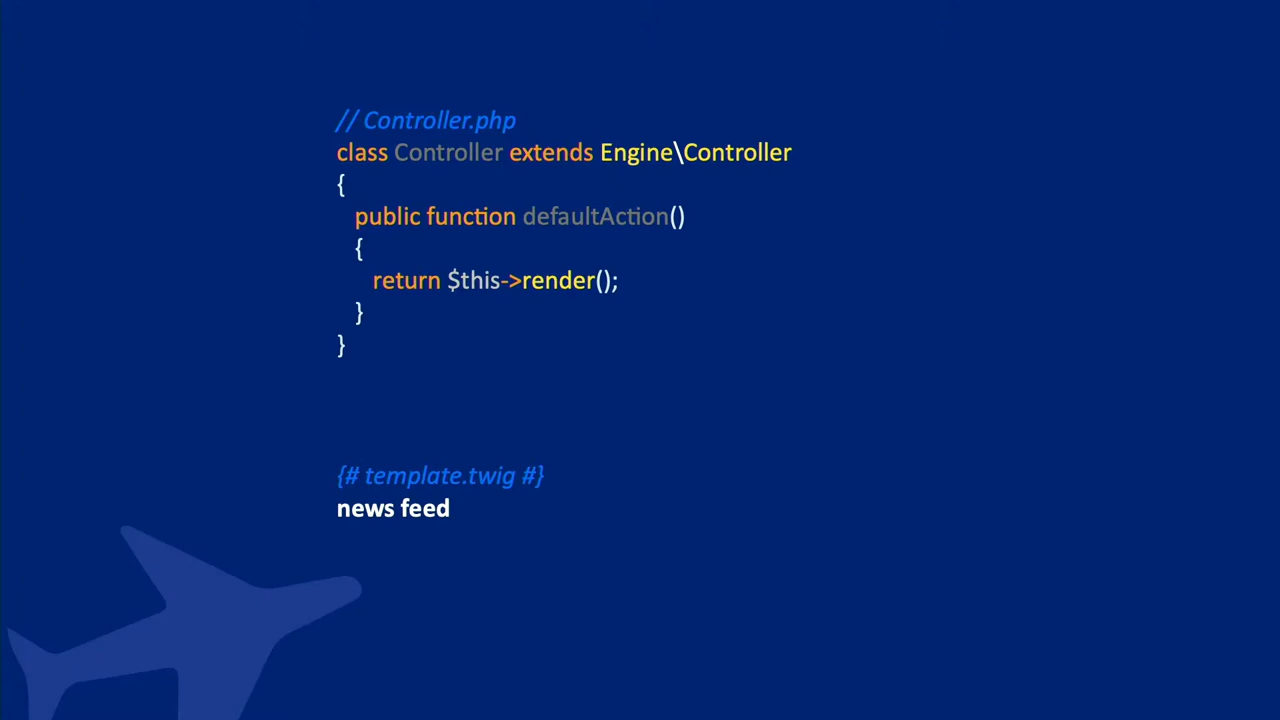 // Controller.php
class Controller extends Engine\Controller
{
public function defaultAction()
{
return $this->render();
}
}
{# template.twig #}
news feed